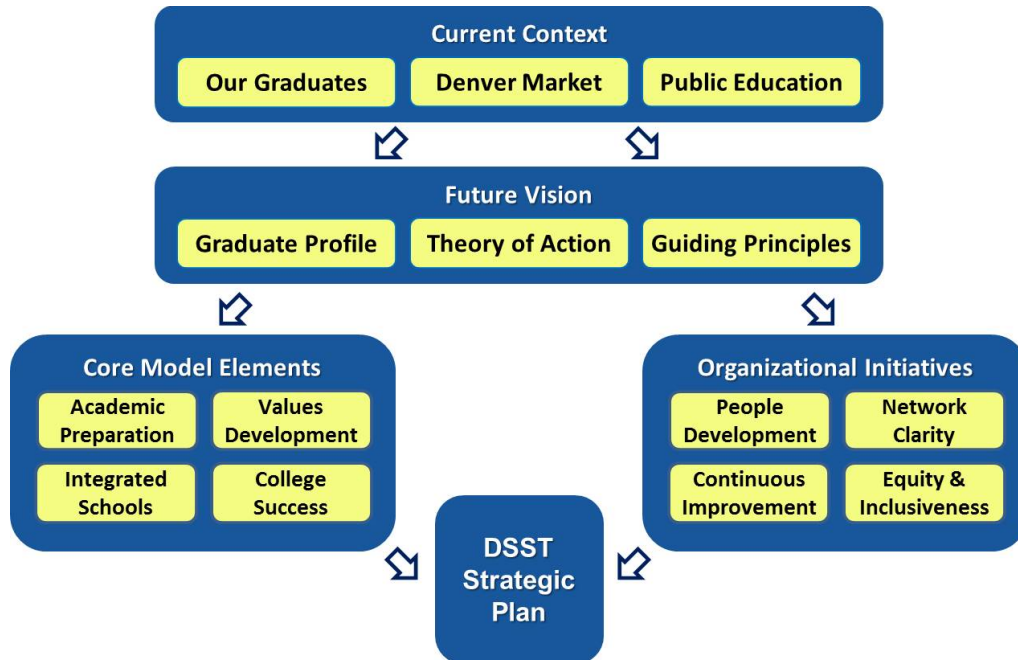 Current Context
Our Graduates
Denver Market
Public Education
Future Vision
Graduate Profile
Theory of Action
Guiding Principles
Core Model Elements
Academic
Preparation
Values
Development
Integrated
Schools
College
Success
Organizational Initiatives
People
Development
Network
Clarity
Continuous
Improvement
Equity &
Inclusiveness
DSST
Strategic
Plan